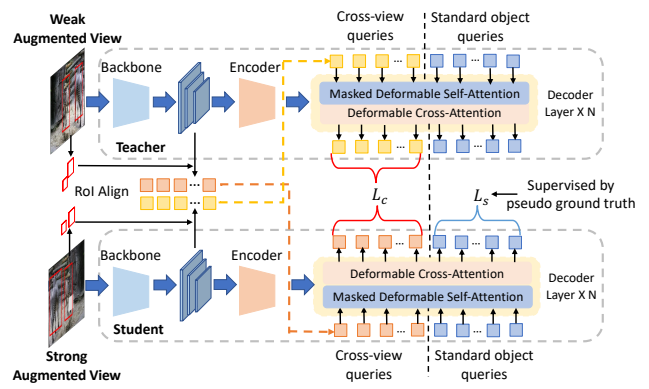 Weak
Augmented View
Cross-view
queries
Standard object
queries
Backbone
Encoder
...
...
Masked Deformable Self-Attention
Deformable Cross-Attention
Decoder
Layer X N
...
...
Teacher
RoI Align
...
...
Lc
Ls
Supervised by
pseudo ground truth
...
...
Backbone
Encoder
Deformable Cross-Attention
Masked Deformable Self-Attention
Decoder
Layer X N
Student
...
...
Strong
Augmented View
Cross-view
queries
Standard object
queries